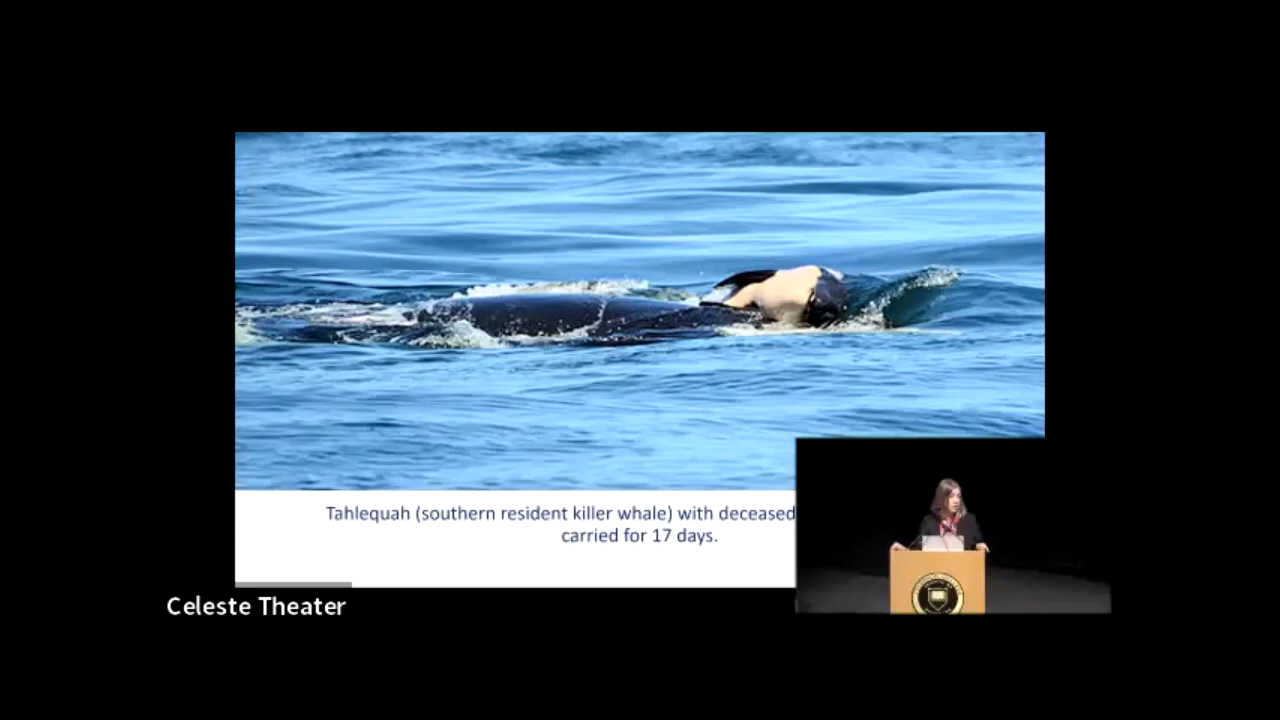 Tahlequah (southern resident killer whale) with deceased
carried for 17 days.
Celeste Theater